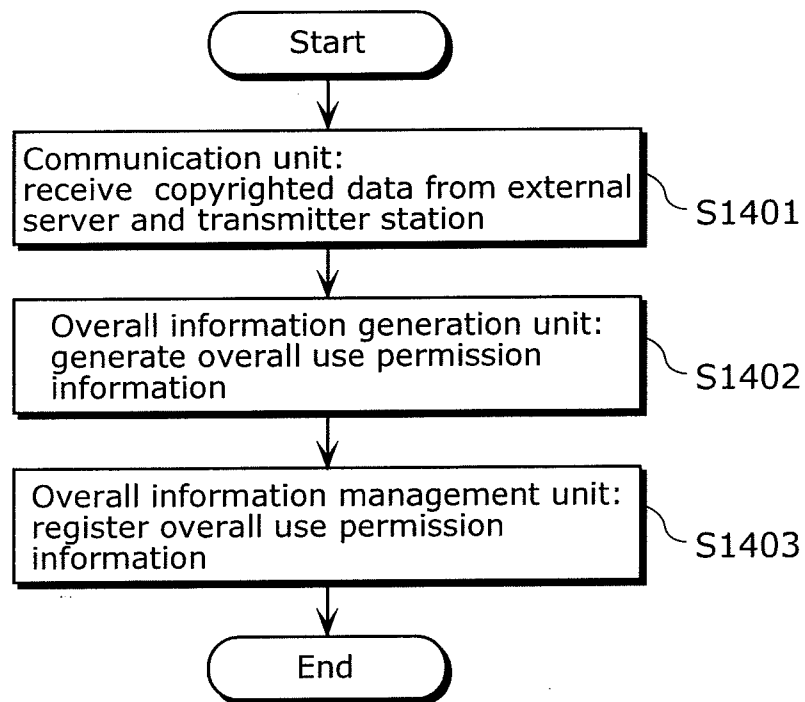 Start
Communication unit:
receive copyrighted data from external
server and transmitter station
S1401
Overall information generation unit:
generate overall use permission
information
S1402
Overall information management unit:
register overall use permission
information
S1403
End